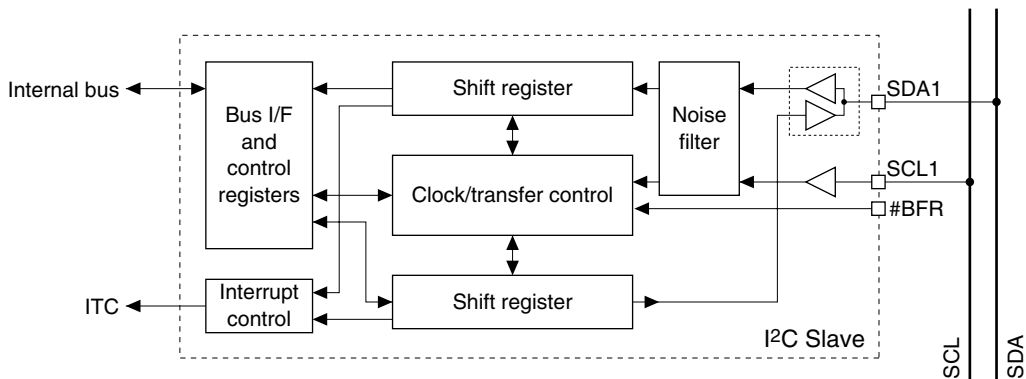 Internal bus
Bus I/F
and
control
registers
Shift register
Noise
filter
SDA1
Clock/transfer control
SCL1
#BFR
ITC
Interrupt
control
Shift register
I2C Slave
SCL
SDA